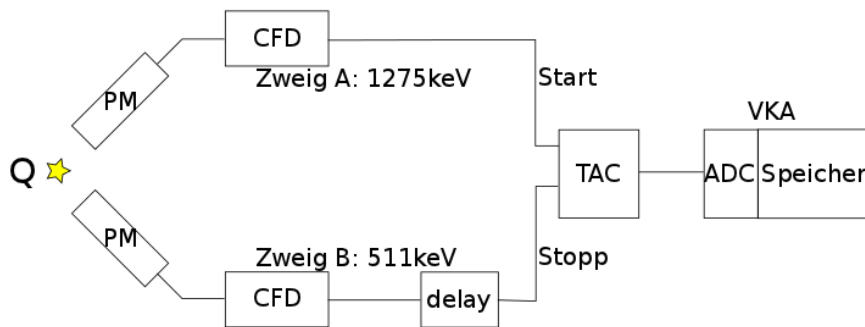 CFD
PM
Zweig A: 1275keV
Start
VKA
Q
TAC
ADC
Speicher
PM
Zweig B: 511keV
Stopp
CFD
delay